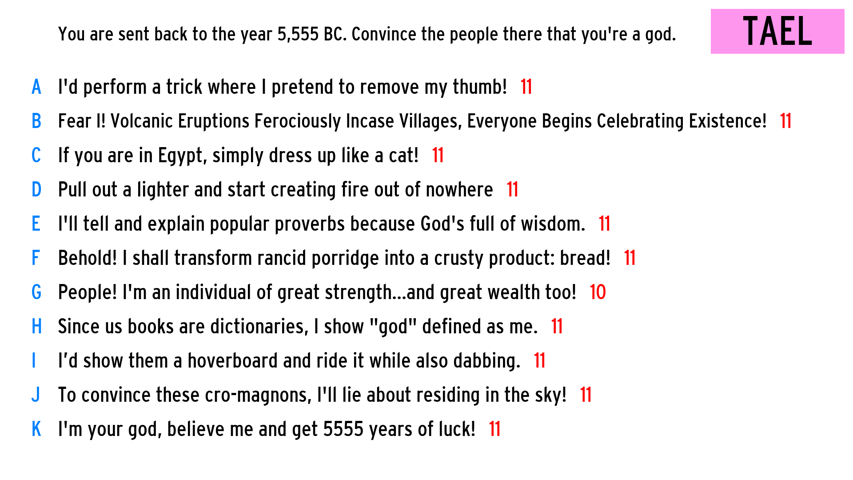 You are sent back to the year 5,555 BC. Convince the people there that you're a god.
TAEL
A I'd perform a trick where I pretend to remove my thumb! 11
B Fear I! Volcanic Eruptions Ferociously Incase Villages, Everyone Begins Celebrating Existence! 11
C If you are in Egypt, simply dress up like a cat! 11
D Pull out a lighter and start creating fire out of nowhere 11
E I'll tell and explain popular proverbs because God's full of wisdom. 11
F Behold! I shall transform rancid porridge into a crusty product: bread! 11
G People! I'm an individual of great strength...and great wealth too! 10
H Since us books are dictionaries, I show "god" defined as me. 11
I I’d show them a hoverboard and ride it while also dabbing. 11
J To convince these cro-magnons, I'll lie about residing in the sky! 11
K I'm your god, believe me and get 5555 years of luck! 11